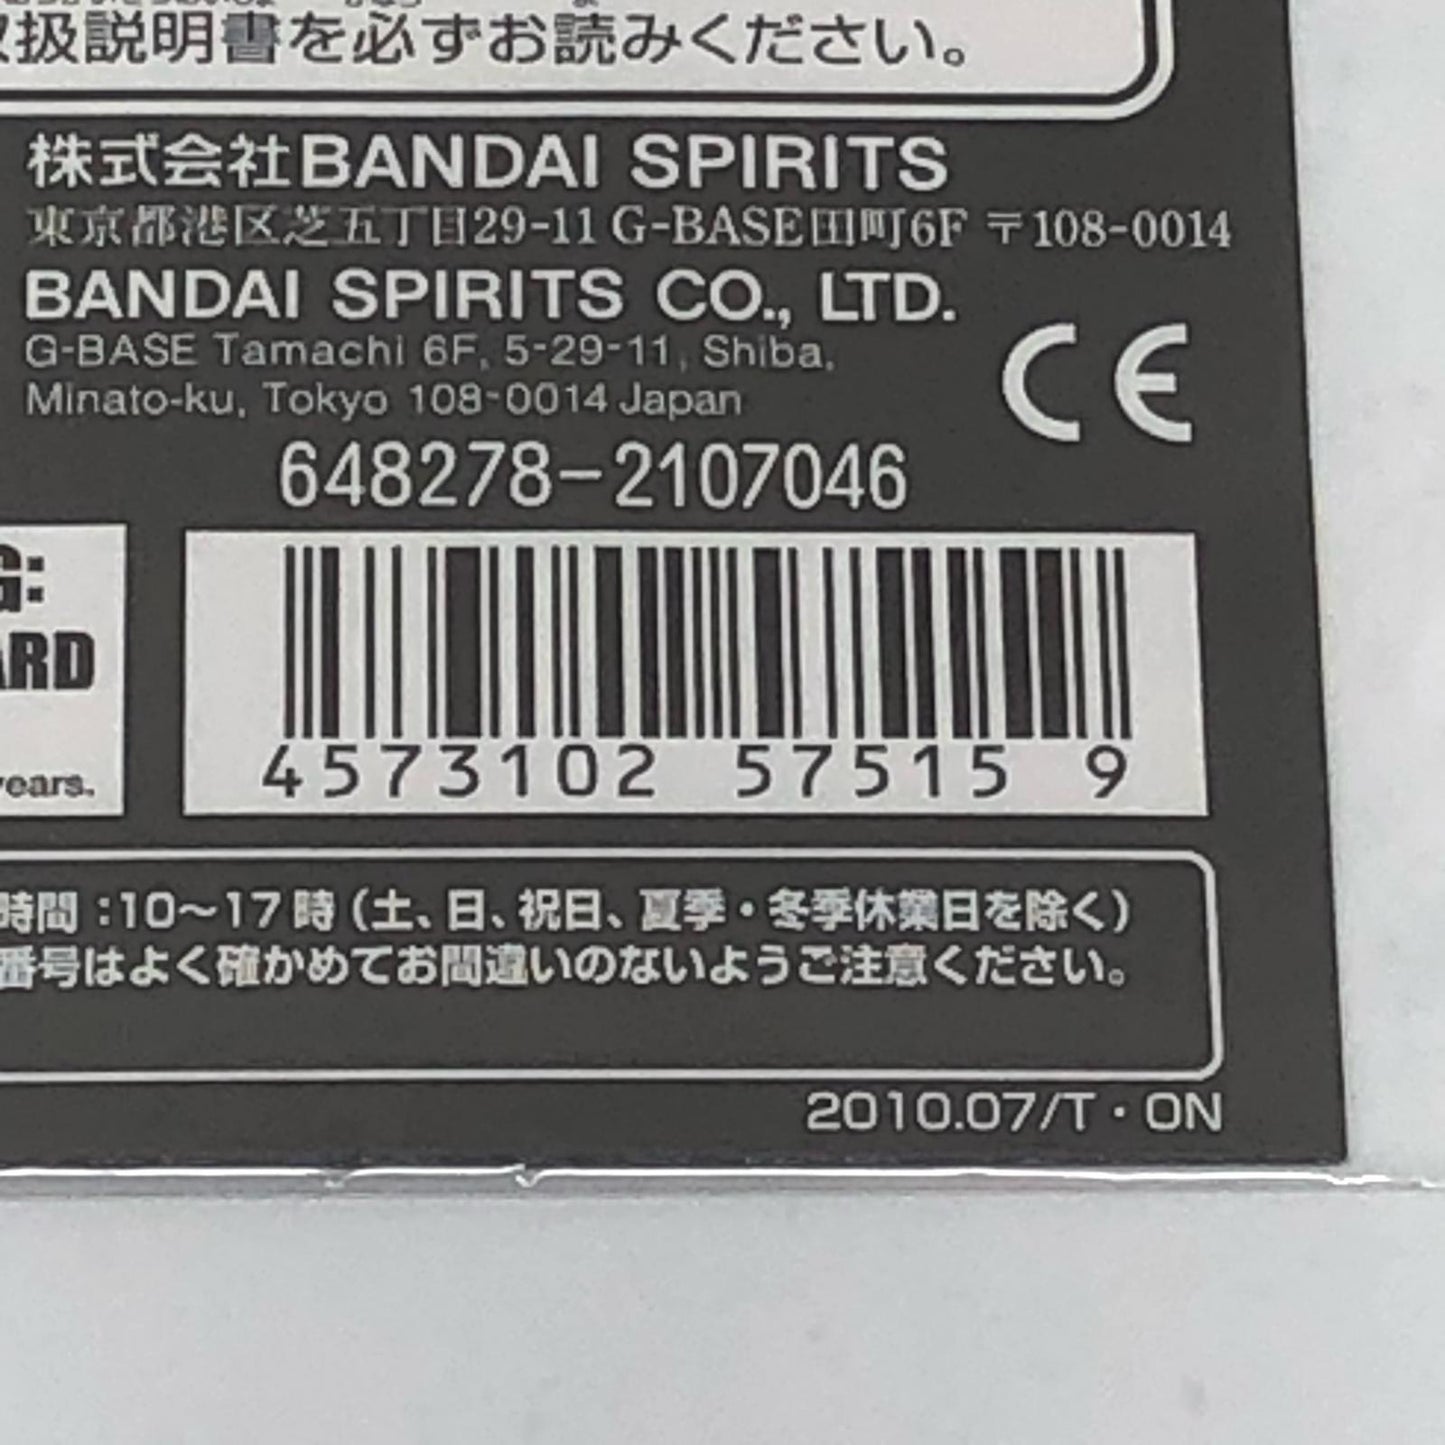 取扱説明書を必ずお読みください。
株式会社BANDAI SPIRITS
東京都港区芝五丁目29-11 G-BASE田町6F 〒108-0014
BANDAI SPIRITS CO., LTD.
G-BASE Tamachi 6F, 5-29-11, Shiba,
Minato-ku, Tokyo 108-0014 Japan
CE
648278-2107046
G:
ARD
years.
4573102 57515 9
時間:10〜17時(土、日、祝日、夏季・冬季休業日を除く)
番号はよく確かめてお間違いのないようご注意ください。
2010.07/T・ON